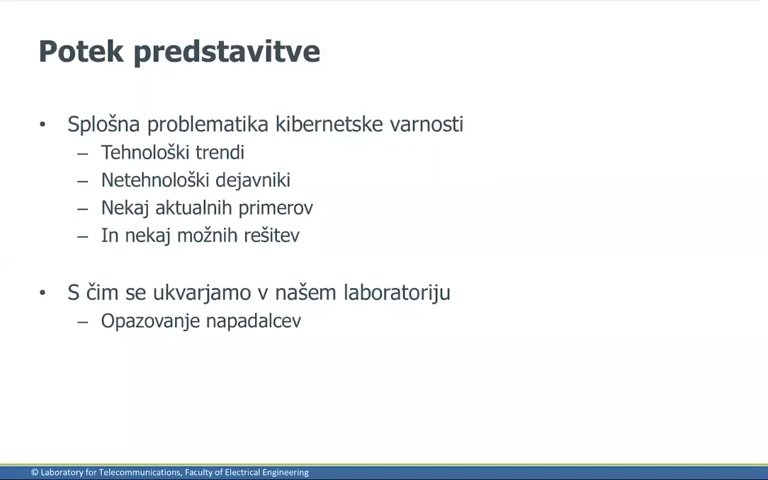 Potek predstavitve
• Splošna problematika kibernetske varnosti
– Tehnološki trendi
– Netehnološki dejavniki
– Nekaj aktualnih primerov
– In nekaj možnih rešitev
• S čim se ukvarjamo v našem laboratoriju
– Opazovanje napadalcev
© Laboratory for Telecommunications, Faculty of Electrical Engineering